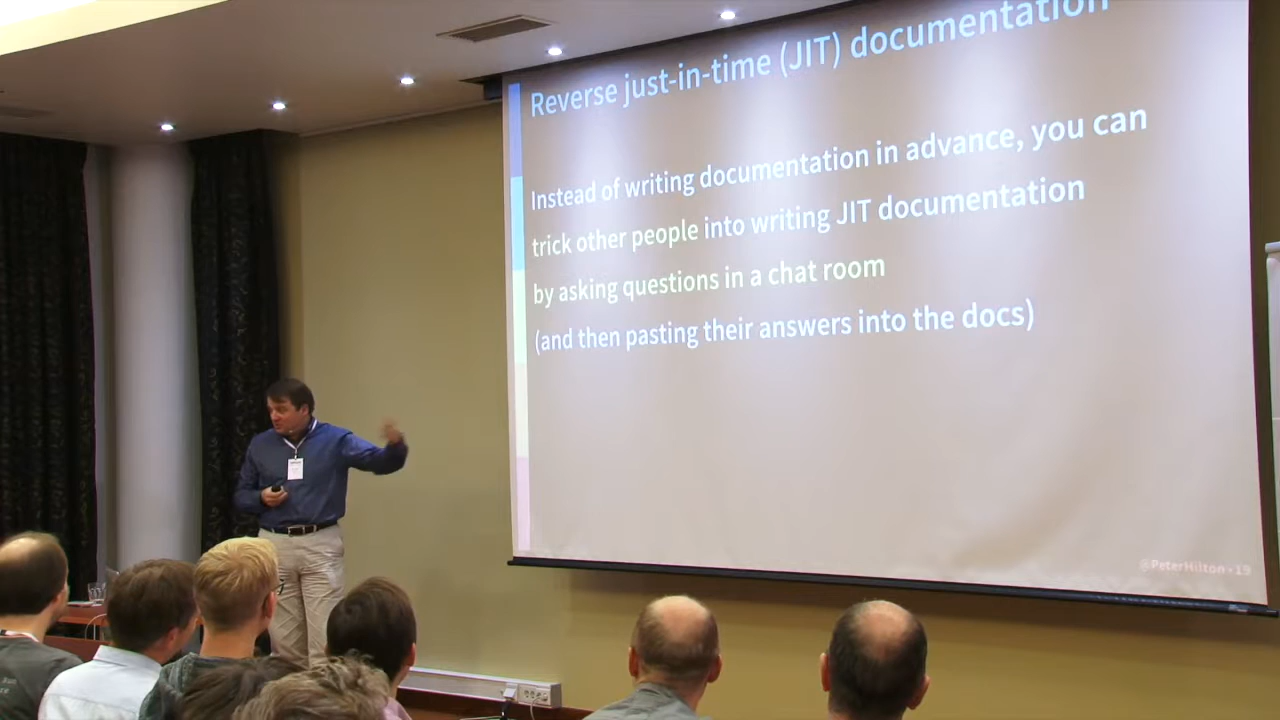 Reverse just-in-time (JIT) documentation
Instead of writing documentation in advance, you can
trick other people into writing JIT documentation
by asking questions in a chat room
(and then pasting their answers into the docs)
@PeterHilton • 19